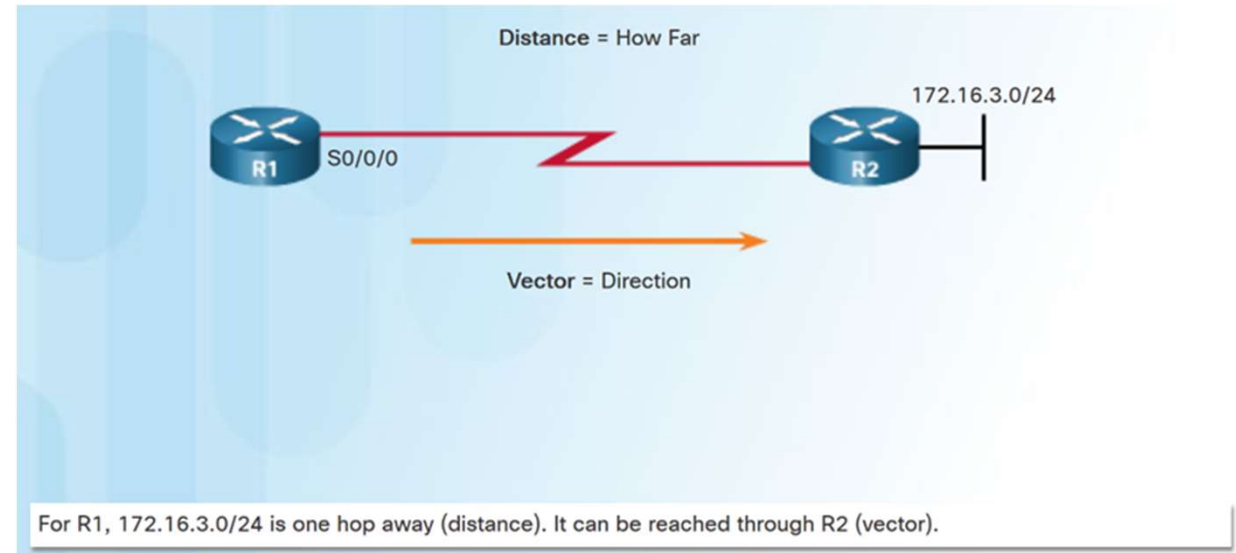 Distance = How Far
172.16.3.0/24
R1
S0/0/0
R2
Vector = Direction
For R1, 172.16.3.0/24 is one hop away (distance). It can be reached through R2 (vector).